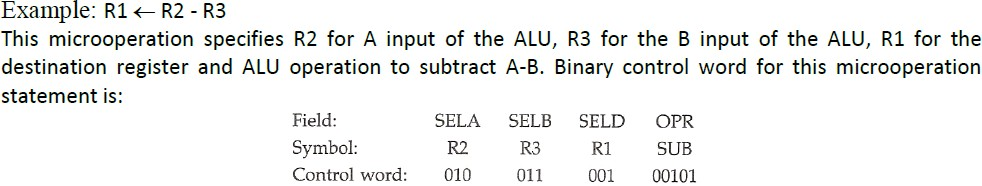 Example: R1 ← R2 - R3
This microoperation specifies R2 for A input of the ALU, R3 for the B input of the ALU, R1 for the
destination register and ALU operation to subtract A-B. Binary control word for this microoperation
statement is:
Field: SELA SELB SELD OPR
Symbol: R2 R3 R1 SUB
Control word: 010 011 001 00101